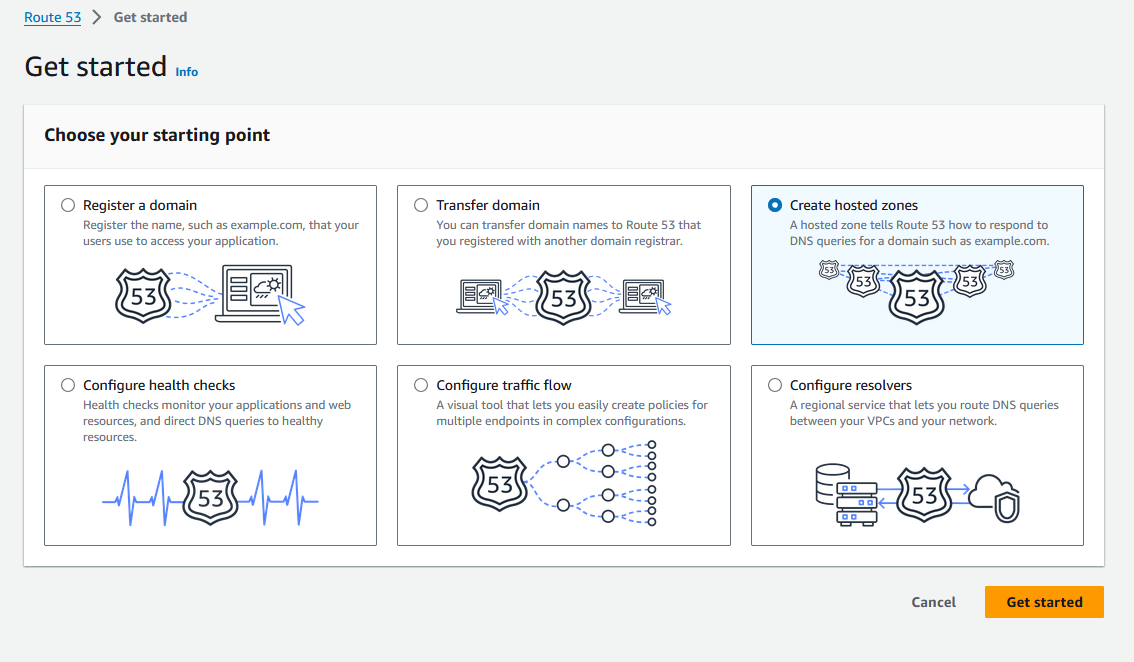 Route 53 > Get started
Get started Info
Choose your starting point
Register a domain
Register the name, such as example.com, that your
users use to access your application.
53
Transfer domain
You can transfer domain names to Route 53 that
you registered with another domain registrar.
53
Create hosted zones
A hosted zone tells Route 53 how to respond to
DNS queries for a domain such as example.com.
53 53 53 53 53
Configure health checks
Health checks monitor your applications and web
resources, and direct DNS queries to healthy
resources.
53
Configure traffic flow
A visual tool that lets you easily create policies for
multiple endpoints in complex configurations.
53
Configure resolvers
A regional service that lets you route DNS queries
between your VPCs and your network.
53
Cancel Get started